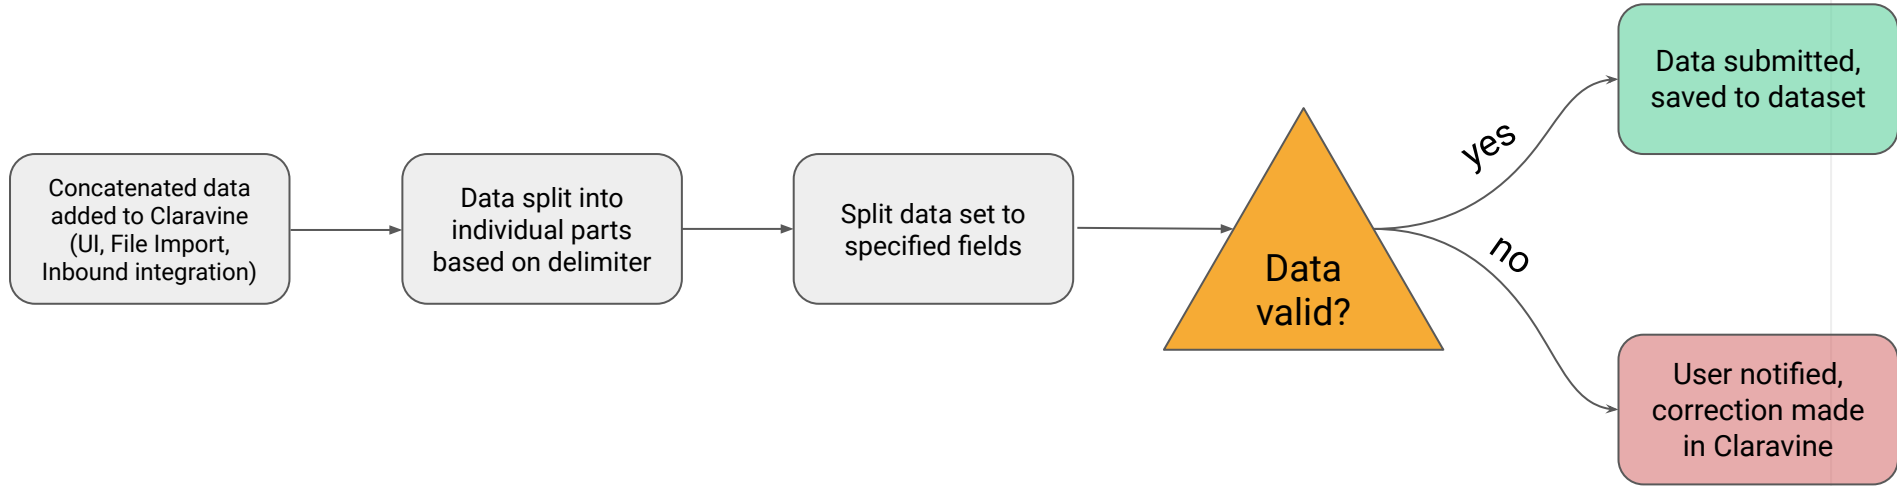 Concatenated data
added to Claravine
(UI, File Import,
Inbound integration)
Data split into
individual parts
based on delimiter
Split data set to
specified fields
Data
valid?
yes
Data submitted,
saved to dataset
no
User notified,
correction made
in Claravine